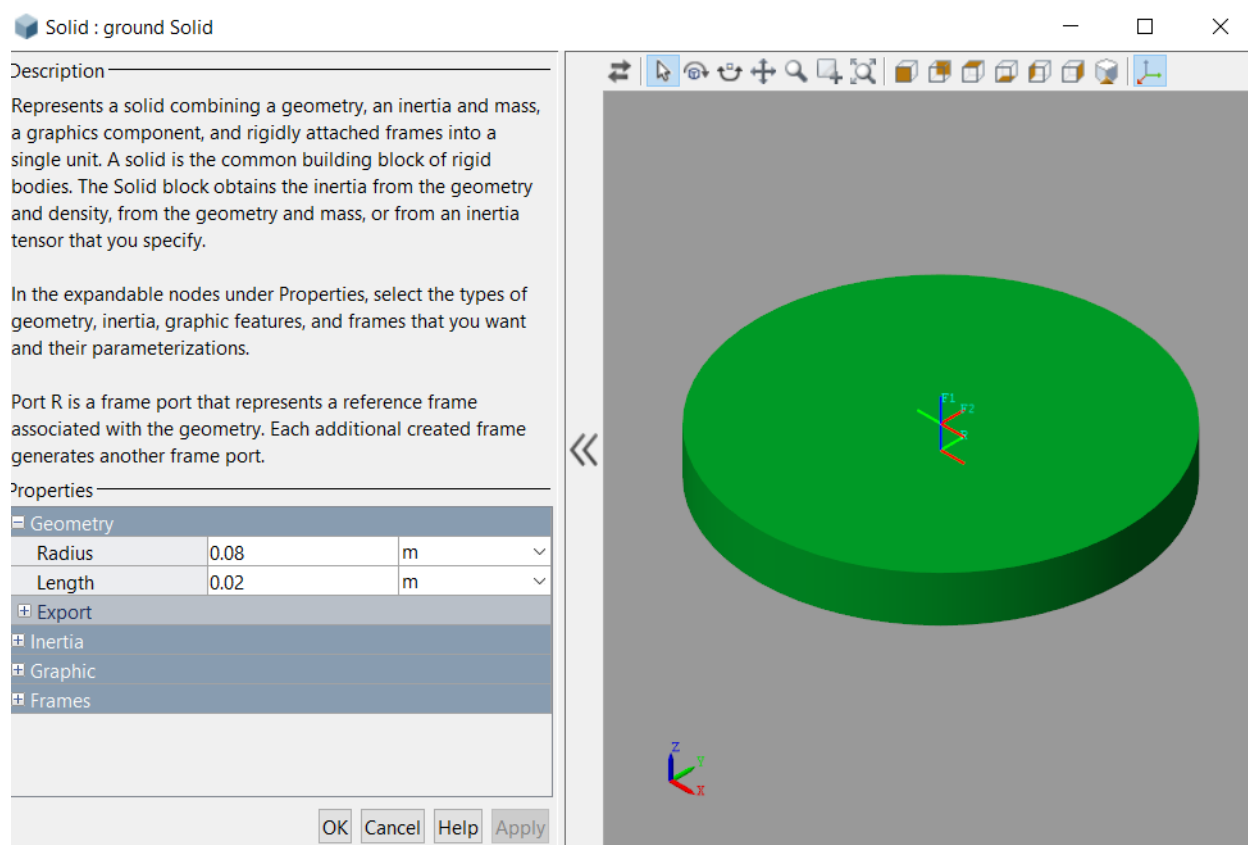 Solid : ground Solid
Description
Represents a solid combining a geometry, an inertia and mass,
a graphics component, and rigidly attached frames into a
single unit. A solid is the common building block of rigid
bodies. The Solid block obtains the inertia from the geometry
and density, from the geometry and mass, or from an inertia
tensor that you specify.
In the expandable nodes under Properties, select the types of
geometry, inertia, graphic features, and frames that you want
and their parameterizations.
Port R is a frame port that represents a reference frame
associated with the geometry. Each additional created frame
generates another frame port.
Properties
Geometry
Radius 0.08 m
Length 0.02 m
Export
Inertia
Graphic
Frames
OK Cancel Help Apply
F1
F2
R
Z
Y
X